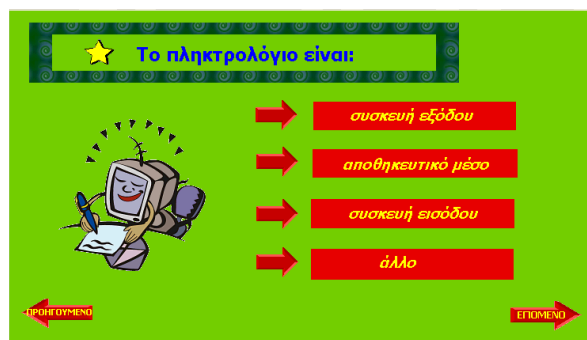 Το πληκτρολόγιο είναι:
συσκευή εξόδου
αποθηκευτικό μέσο
συσκευή εισόδου
άλλο
ΠΡΟΗΓΟΥΜΕΝΟ
ΕΠΟΜΕΝΟ